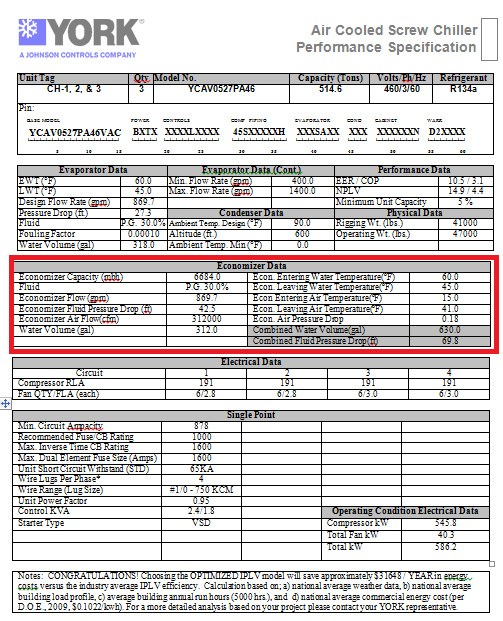 YORK®
A JOHNSON CONTROLS COMPANY
Air Cooled Screw Chiller
Performance Specification
Unit Tag Qty. Model No. Capacity (Tons) Volts/Ph/Hz Refrigerant
CH-1, 2, & 3 3 YCAV0527PA46 514.6 460/3/60 R134a
Pin:
BASE MODEL POWER CONTROLS COMP PIPING EVAPORATOR COND CABINET WARR
YCAV0527PA46VAC BXTX XXXXLXXXX 45SXXXXXH XXXSAXX XXX XXXXXXN D2XXXX
5 10 15 20 25 30 35 40 45 50 55 60
Evaporator Data Evaporator Data (Cont.) Performance Data
EWT (°F) 60.0 Min. Flow Rate (gpm) 400.0 EER / COP 10.5 / 3.1
LWT (°F) 45.0 Max. Flow Rate (gpm) 1400.0 NPLV 14.9 / 4.4
Design Flow Rate (gpm) 869.7 Minimum Unit Capacity 5 %
Pressure Drop (ft.) 27.3 Condenser Data Physical Data
Fluid P.G. 30.0% Ambient Temp. Design (°F) 90.0 Rigging Wt. (lbs.) 41000
Fouling Factor 0.00010 Altitude (ft.) 600 Operating Wt. (lbs.) 47000
Water Volume (gal) 318.0 Ambient Temp. Min (°F) 0.0
Economizer Data
Economizer Capacity (mbh) 6684.0 Econ. Entering Water Temperature(°F) 60.0
Fluid P.G. 30.0% Econ. Leaving Water Temperature(°F) 45.0
Economizer Flow(gpm) 869.7 Econ Entering Air Temperature(°F) 15.0
Economizer Fluid Pressure Drop (ft) 42.5 Econ. Leaving Air Temperature(°F) 41.0
Economizer Air Flow(cfm) 312000 Econ. Air Pressure Drop 0.18
Water Volume (gal) 312.0 Combined Water Volume(gal) 630.0
Combined Fluid Pressure Drop(ft) 69.8
Electrical Data
Circuit 1 2 3 4
Compressor RLA 191 191 191 191
Fan QTY/FLA (each) 6/2.8 6/2.8 6/3.0 6/3.0
Single Point
Min. Circuit Ampacity. 878
Recommended Fuse/CB Rating 1000
Max. Inverse Time CB Rating 1600
Max. Dual Element Fuse Size (Amps) 1600
Unit Short Circuit Withstand (STD) 65KA
Wire Lugs Per Phase* 4
Wire Range (Lug Size) #1/0 - 750 KCM
Unit Power Factor 0.95
Control KVA 2.4/1.8 Operating Condition Electrical Data
Starter Type VSD Compressor kW 545.8
Total Fan kW 40.3
Total kW 586.2
Notes: CONGRATULATIONS! Choosing the OPTIMIZED IPLV model will save approximately $31648 / YEAR in energy
costs versus the industry average IPLV efficiency. Calculation based on; a) national average weather data, b) national average
building load profile, c) average building annual run hours (5000 hrs.), and d) national average commercial energy cost (per
D.O.E., 2009, $0.1022/kwh). For a more detailed analysis based on your project please contact your YORK representative.